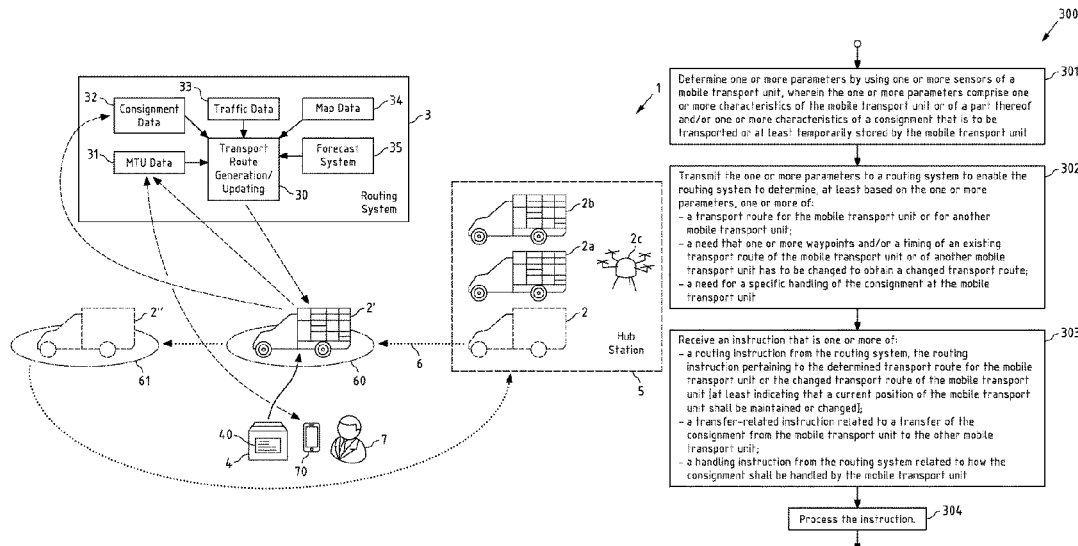 32
33
34
Consignment
Data
Traffic Data
Map Data
3
31
MTU Data
Transport
Route
Generation/
Updating
Forecast
System
35
30
Routing
System
1
2b
2a
2c
2''
2'
2
6
Hub
Station
61
60
5
40
4
70
7
300
301
Determine one or more parameters by using one or more sensors of a
mobile transport unit, wherein the one or more parameters comprise one
or more characteristics of the mobile transport unit or of a part thereof
and/or one or more characteristics of a consignment that is to be
transported or at least temporarily stored by the mobile transport unit
302
Transmit the one or more parameters to a routing system to enable the
routing system to determine, at least based on the one or more
parameters, one or more of:
- a transport route for the mobile transport unit or for another
mobile transport unit;
- a need that one or more waypoints and/or a timing of an existing
transport route of the mobile transport unit or of another mobile
transport unit has to be changed to obtain a changed transport route;
- a need for a specific handling of the consignment at the mobile
transport unit
303
Receive an instruction that is one or more of:
- a routing instruction from the routing system, the routing
instruction pertaining to the determined transport route for the mobile
transport unit or the changed transport route of the mobile transport
unit [at least indicating that a current position of the mobile transport
unit shall be maintained or changed];
- a transfer-related instruction related to a transfer of the
consignment from the mobile transport unit to the other mobile
transport unit;
- a handling instruction from the routing system related to how the
consignment shall be handled by the mobile transport unit
304
Process the instruction.